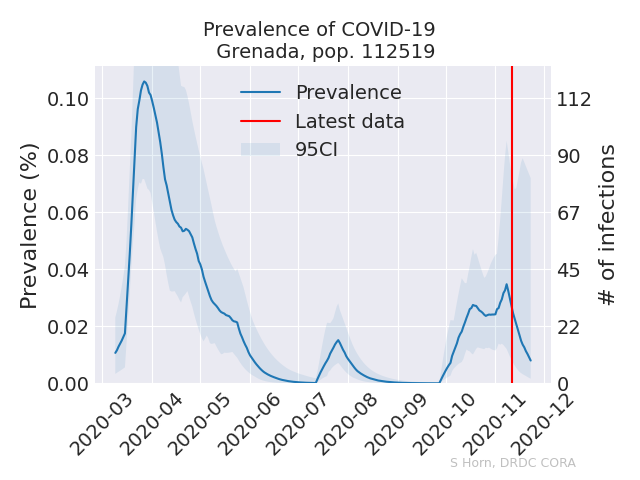 Prevalence of COVID-19
Grenada, pop. 112519
Prevalence
Latest data
95CI
Prevalence (%)
0.10
0.08
0.06
0.04
0.02
0.00
112
90
67
45
22
0
# of infections
2020-03
2020-04
2020-05
2020-06
2020-07
2020-08
2020-09
2020-10
2020-11
2020-12
S Horn, DRDC CORA